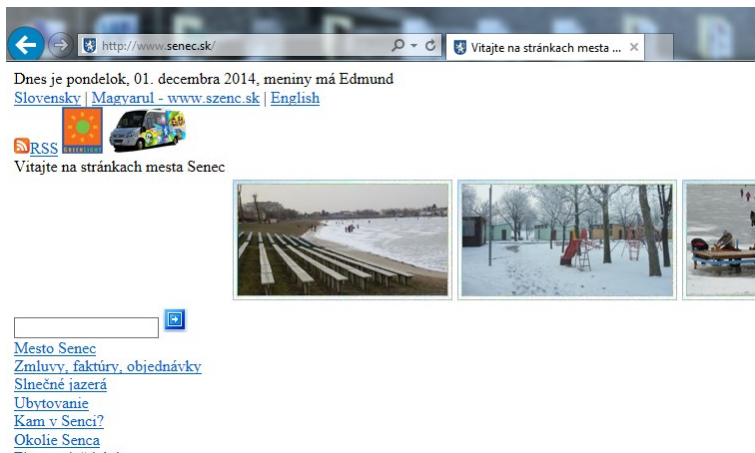 http://www.senec.sk/
Vitajte na stránkach mesta ...
Dnes je pondelok, 01. decembra 2014, meniny má Edmund
Slovensky | Magyarul - www.szenc.sk | English
RSS GREENLIGHT
Vitajte na stránkach mesta Senec
Mesto Senec
Zmluvy, faktúry, objednávky
Slnečné jazerá
Ubytovanie
Kam v Senci?
Okolie Senca